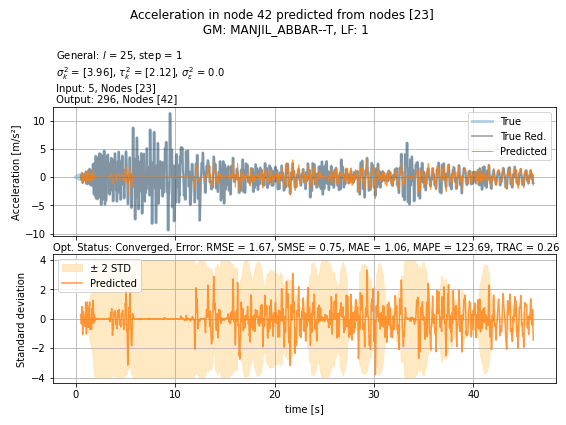 Acceleration in node 42 predicted from nodes [23]
GM: MANJIL_ABBAR--T, LF: 1
General: l = 25, step = 1
σ²ₖ = [3.96], τ²ₖ = [2.12], σ²ε = 0.0
Input: 5, Nodes [23]
Output: 296, Nodes [42]
Acceleration [m/s²]
10
5
0
−5
−10
True
True Red.
Predicted
Opt. Status: Converged, Error: RMSE = 1.67, SMSE = 0.75, MAE = 1.06, MAPE = 123.69, TRAC = 0.26
Standard deviation
4
2
0
−2
−4
± 2 STD
Predicted
0 10 20 30 40
time [s]